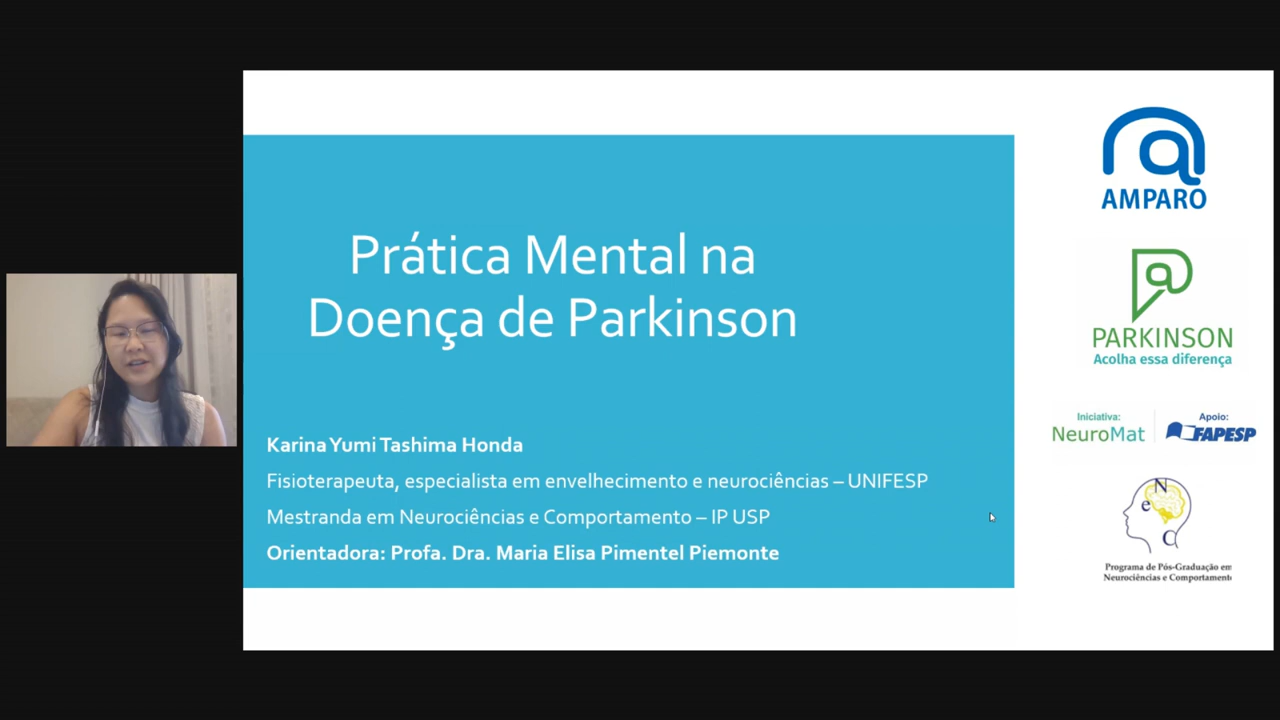 Prática Mental na
Doença de Parkinson
Karina Yumi Tashima Honda
Fisioterapeuta, especialista em envelhecimento e neurociências – UNIFESP
Mestranda em Neurociências e Comportamento – IP USP
Orientadora: Profa. Dra. Maria Elisa Pimentel Piemonte
AMPARO
PARKINSON
Acolha essa diferença
Iniciativa:
NeuroMat
Apoio:
FAPESP
N
e
C
Programa de Pós-Graduação em
Neurociências e Comportamento